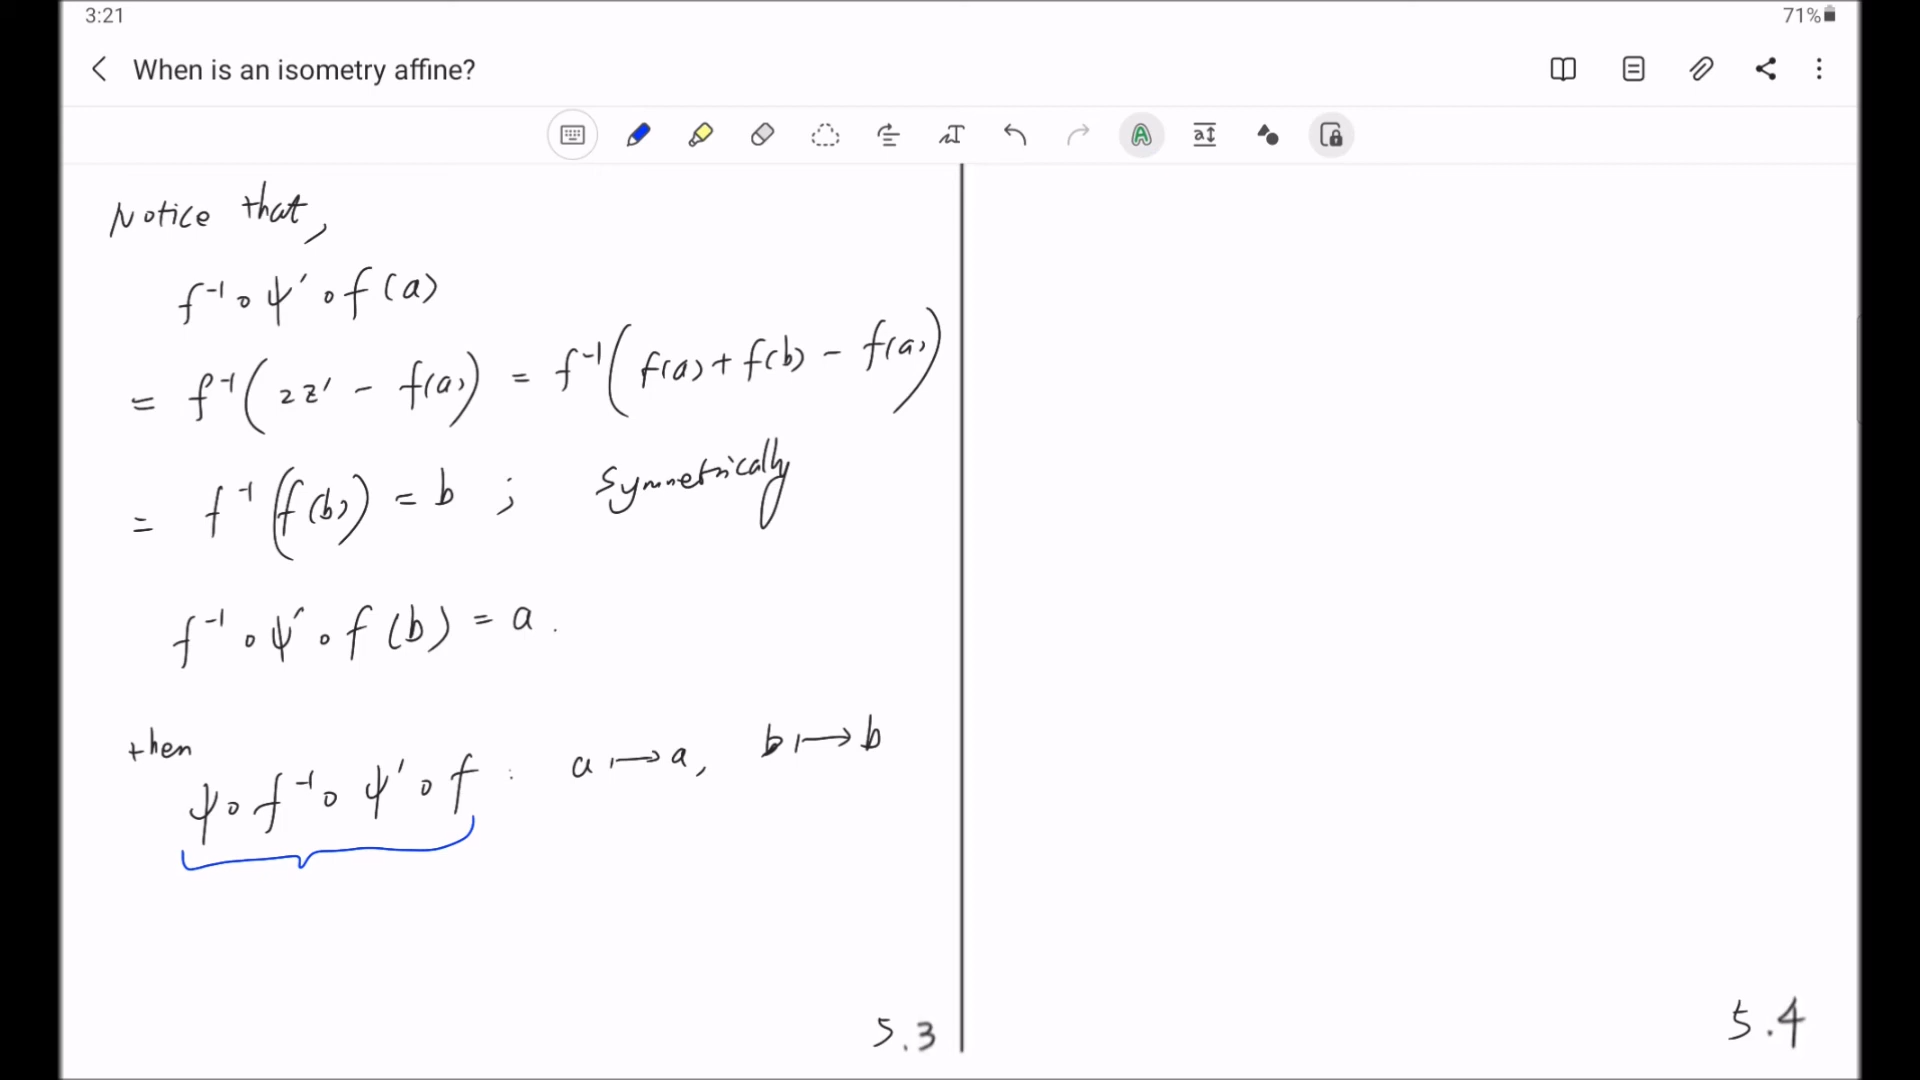 3:21
71%
When is an isometry affine?
Notice that,
f⁻¹ ∘ ψ′ ∘ f(a)
= f⁻¹(2z′ − f(a)) = f⁻¹(f(a) + f(b) − f(a))
= f⁻¹(f(b)) = b ; Symmetrically
f⁻¹ ∘ ψ′ ∘ f(b) = a.
then
ψ ∘ f⁻¹ ∘ ψ′ ∘ f : a ↦ a, b ↦ b
5.3
5.4